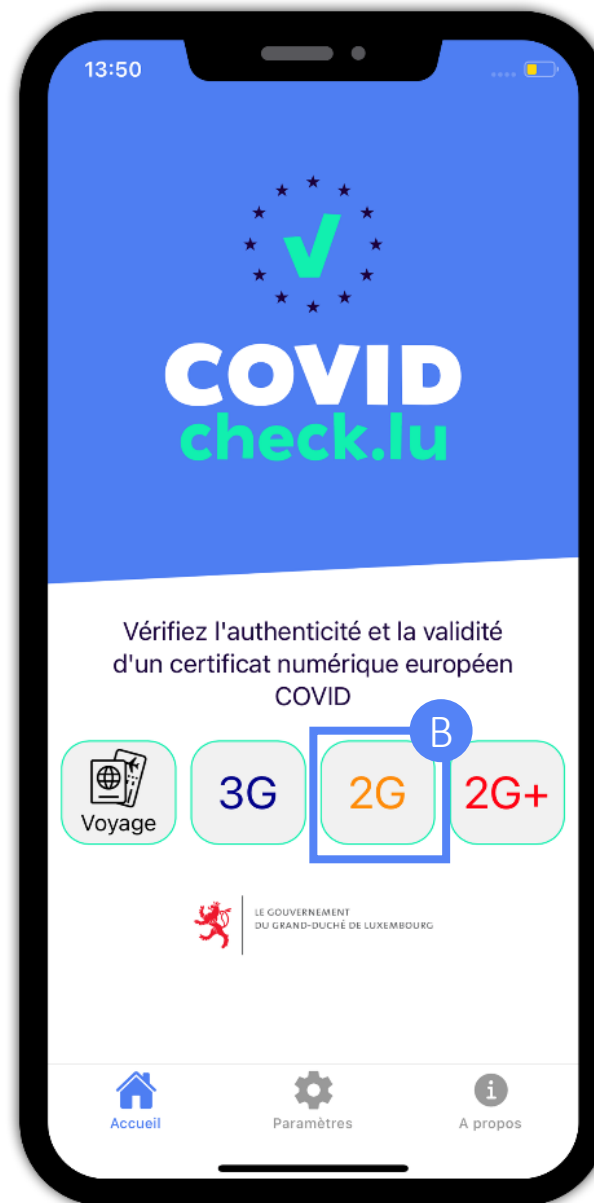 13:50
COVID
check.lu
Vérifiez l'authenticité et la validité
d'un certificat numérique européen
COVID
B
Voyage
3G
2G
2G+
LE GOUVERNEMENT
DU GRAND-DUCHÉ DE LUXEMBOURG
Accueil
Paramètres
A propos